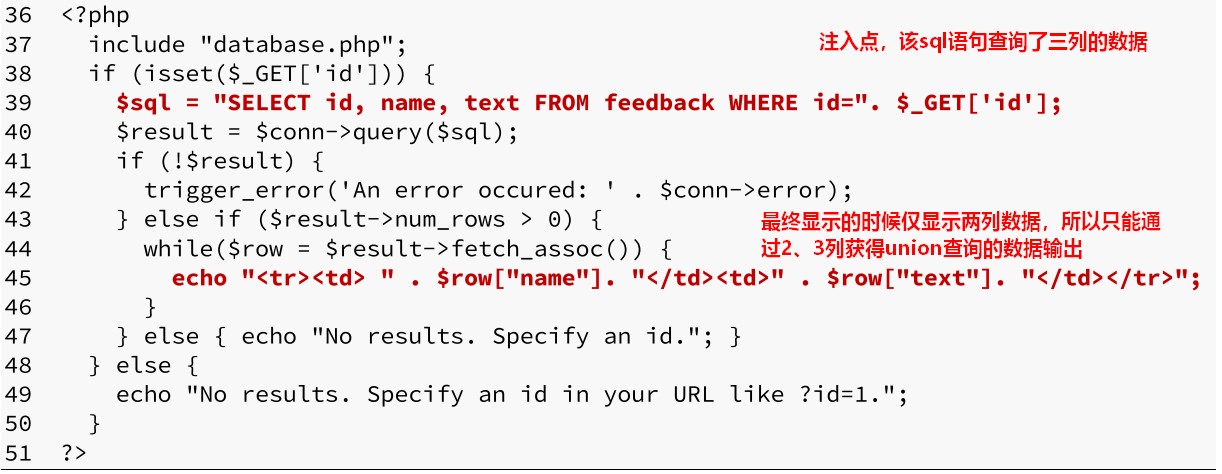 36 <?php
37   include "database.php";
注入点，该sql语句查询了三列的数据
38   if (isset($_GET['id'])) {
39     $sql = "SELECT id, name, text FROM feedback WHERE id=". $_GET['id'];
40     $result = $conn->query($sql);
41     if (!$result) {
42       trigger_error('An error occured: ' . $conn->error);
43     } else if ($result->num_rows > 0) {
最终显示的时候仅显示两列数据，所以只能通
44       while($row = $result->fetch_assoc()) {
过2、3列获得union查询的数据输出
45         echo "<tr><td> " . $row["name"]. "</td><td>" . $row["text"]. "</td></tr>";
46       }
47     } else { echo "No results. Specify an id."; }
48   } else {
49     echo "No results. Specify an id in your URL like ?id=1.";
50   }
51 ?>